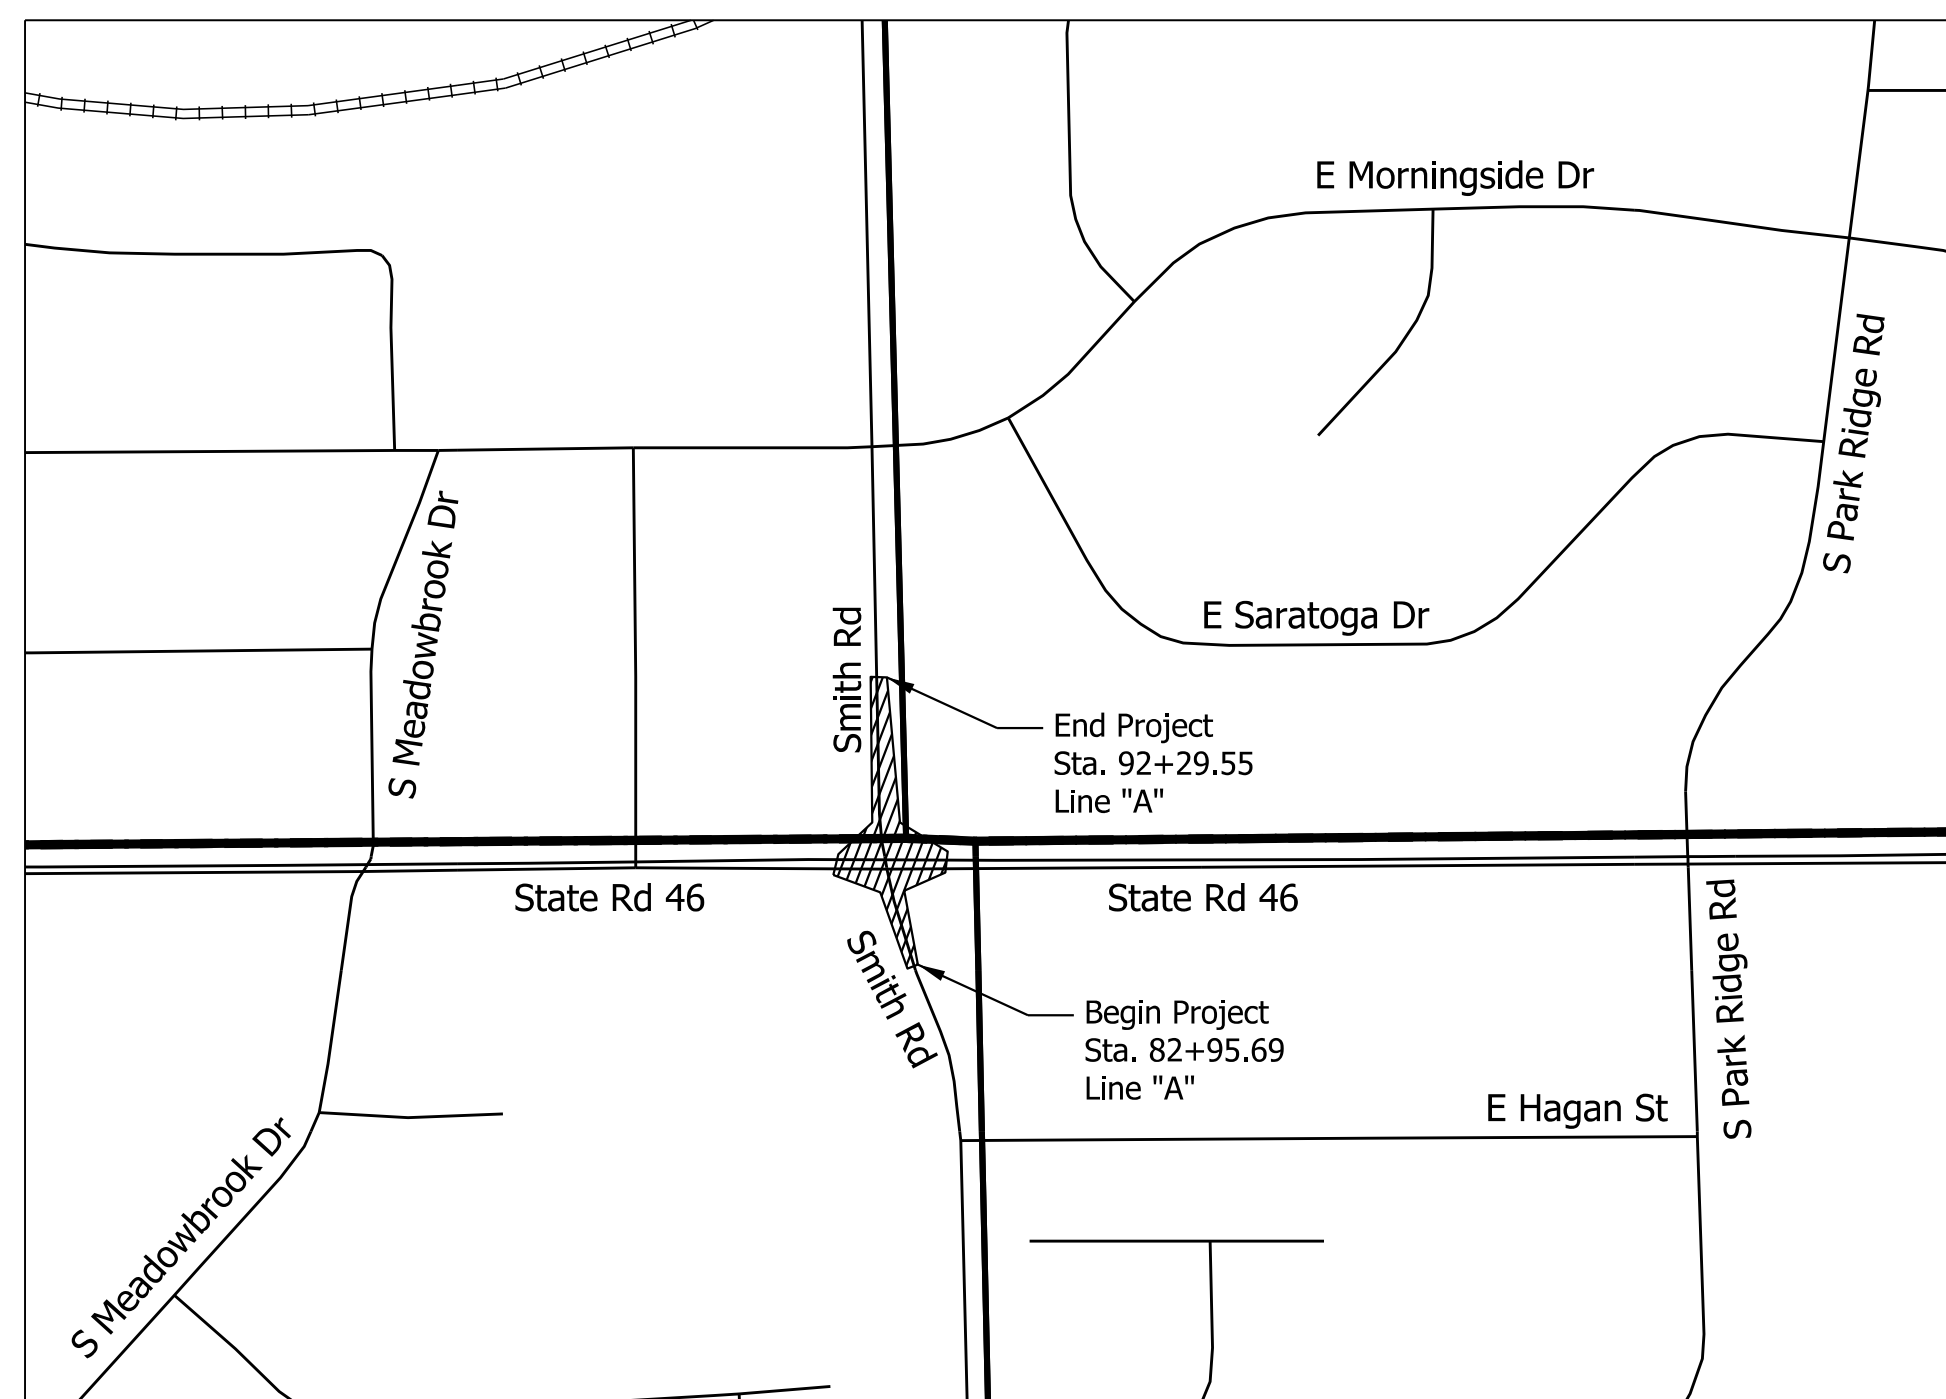 E Morningside Dr
S Park Ridge Rd
S Meadowbrook Dr
Smith Rd
E Saratoga Dr
End Project
Sta. 92+29.55
Line "A"
State Rd 46
State Rd 46
Smith Rd
S Park Ridge Rd
Begin Project
Sta. 82+95.69
Line "A"
E Hagan St
S Meadowbrook Dr